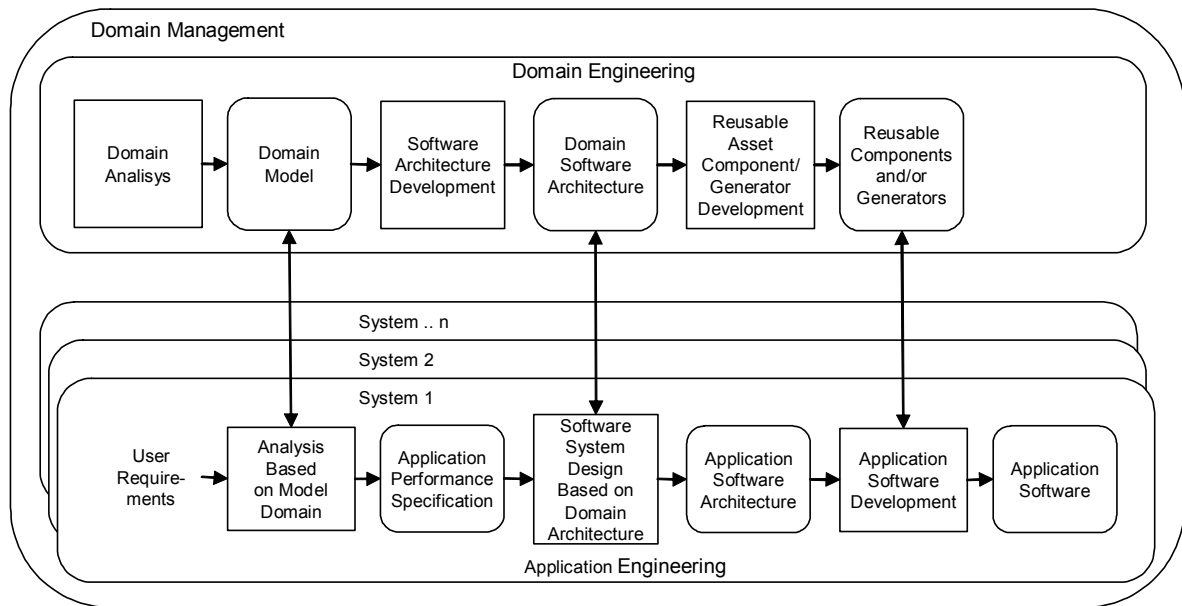 Domain Management
Domain Engineering
Domain
Analisys
Domain
Model
Software
Architecture
Development
Domain
Software
Architecture
Reusable
Asset
Component/
Generator
Development
Reusable
Components
and/or
Generators
System .. n
System 2
System 1
User
Require-
ments
Analysis
Based
on Model
Domain
Application
Performance
Specification
Software
System
Design
Based on
Domain
Architecture
Application
Software
Architecture
Application
Software
Development
Application
Software
Application Engineering